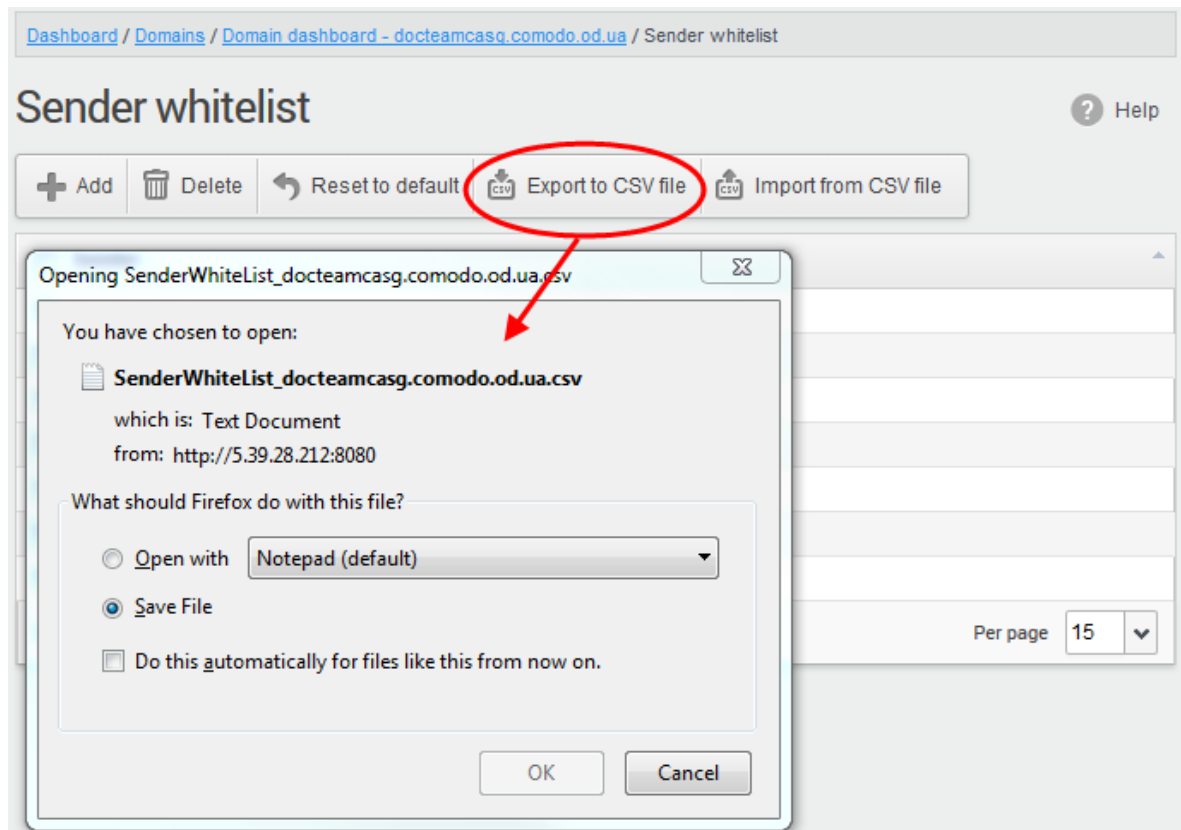 Dashboard / Domains / Domain dashboard - docteamcasg.comodo.od.ua / Sender whitelist
Sender whitelist
? Help
Add Delete Reset to default CSV Export to CSV file CSV Import from CSV file
Opening SenderWhiteList_docteamcasg.comodo.od.ua.csv
You have chosen to open:
SenderWhiteList_docteamcasg.comodo.od.ua.csv
which is: Text Document
from: http://5.39.28.212:8080
What should Firefox do with this file?
Open with Notepad (default)
Save File
Per page 15
Do this automatically for files like this from now on.
OK Cancel